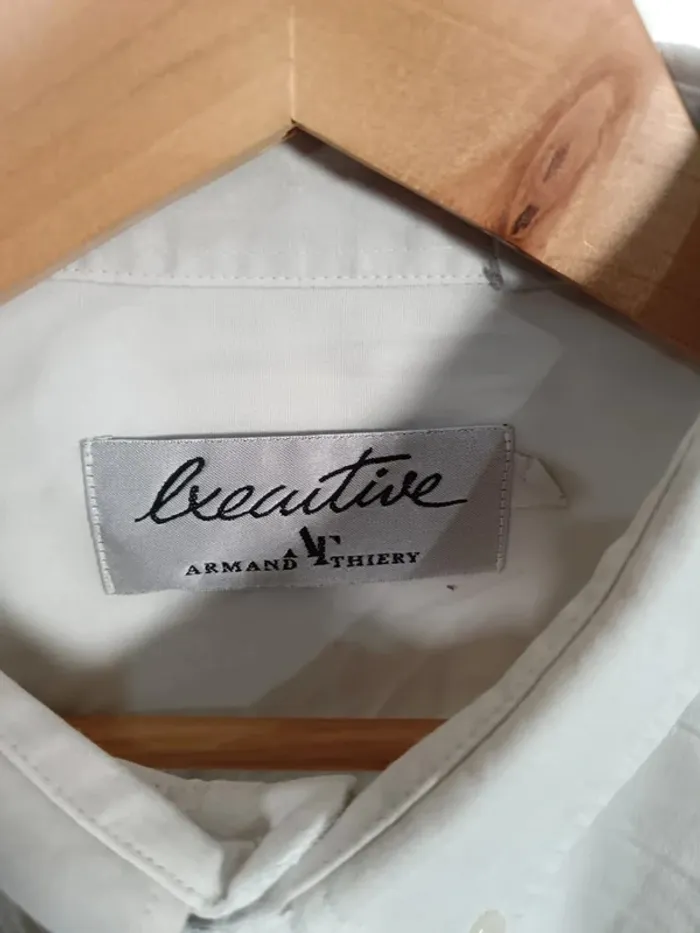 Executive
AT
ARMAND THIERY